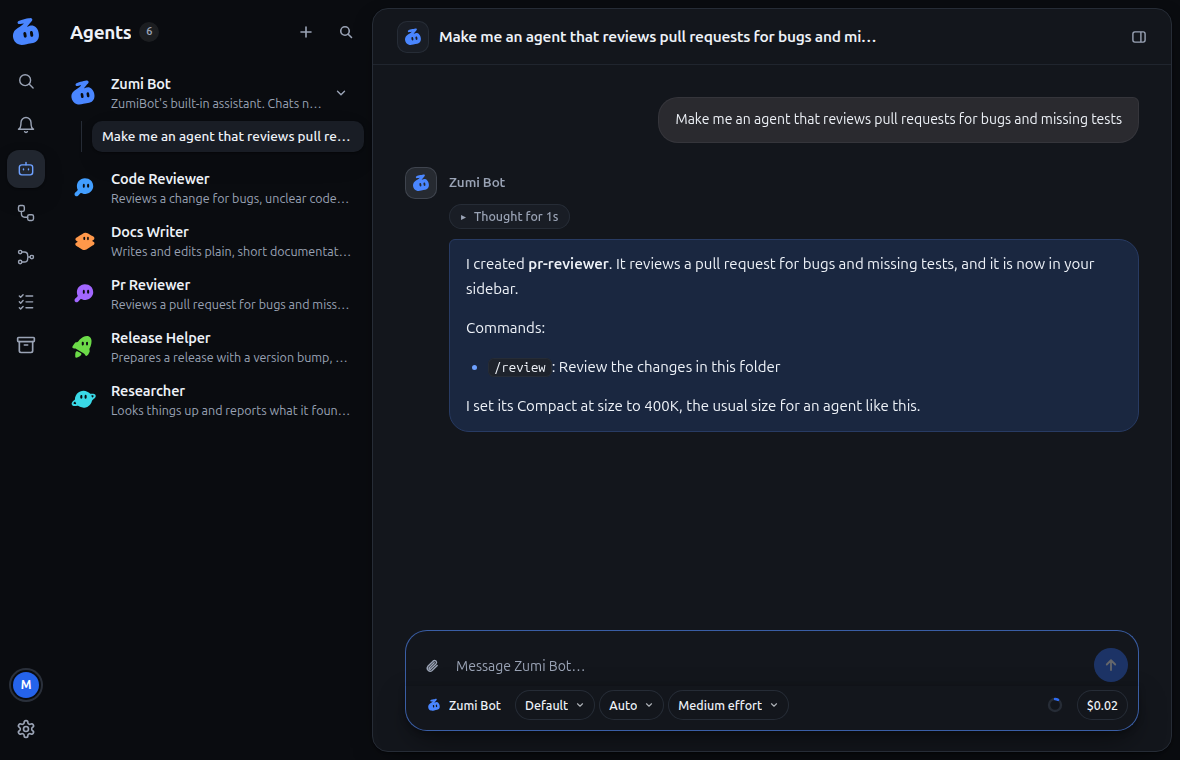 Agents 6
Zumi Bot
ZumiBot's built-in assistant. Chats n…
Make me an agent that reviews pull re…
Code Reviewer
Reviews a change for bugs, unclear code…
Docs Writer
Writes and edits plain, short documentat…
Pr Reviewer
Reviews a pull request for bugs and miss…
Release Helper
Prepares a release with a version bump, …
Researcher
Looks things up and reports what it foun…
M
Make me an agent that reviews pull requests for bugs and mi…
Make me an agent that reviews pull requests for bugs and missing tests
Zumi Bot
Thought for 1s
I created pr-reviewer. It reviews a pull request for bugs and missing tests, and it is now in your
sidebar.
Commands:
• /review: Review the changes in this folder
I set its Compact at size to 400K, the usual size for an agent like this.
Message Zumi Bot…
Zumi Bot Default Auto Medium effort $0.02